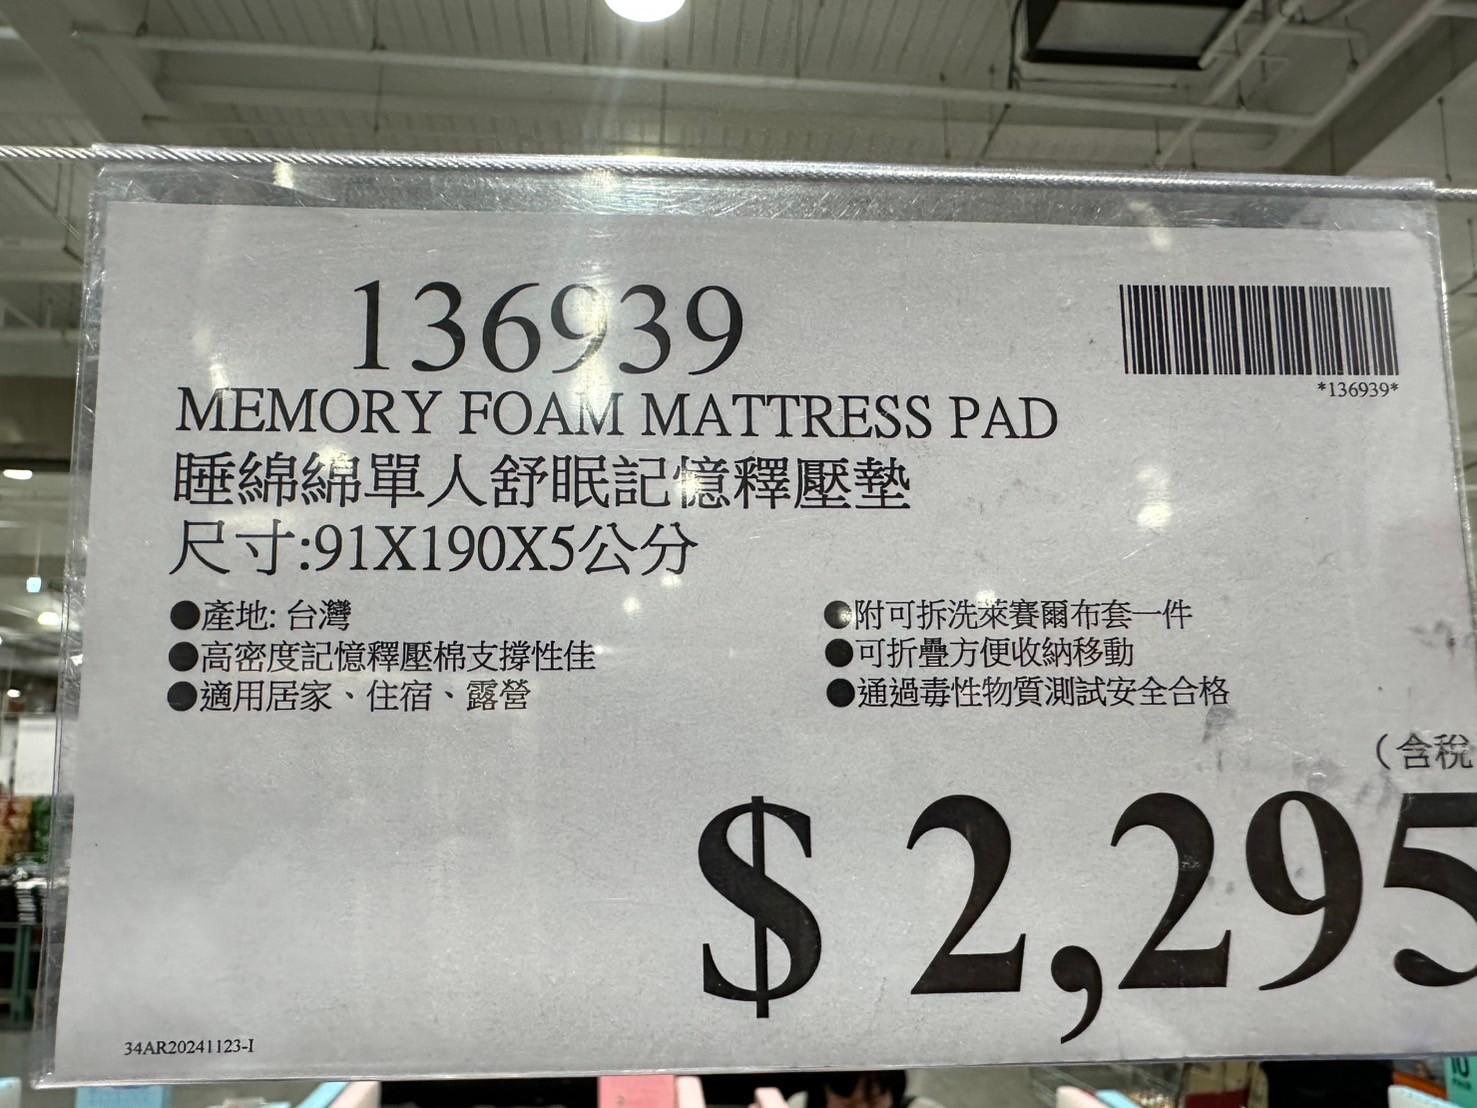 136939
*136939*
MEMORY FOAM MATTRESS PAD
睡綿綿單人舒眠記憶釋壓墊
尺寸:91X190X5公分
●產地: 台灣
●高密度記憶釋壓棉支撐性佳
●適用居家、住宿、露營
●附可拆洗萊賽爾布套一件
●可折疊方便收納移動
●通過毒性物質測試安全合格
(含稅
$ 2,295
34AR20241123-I